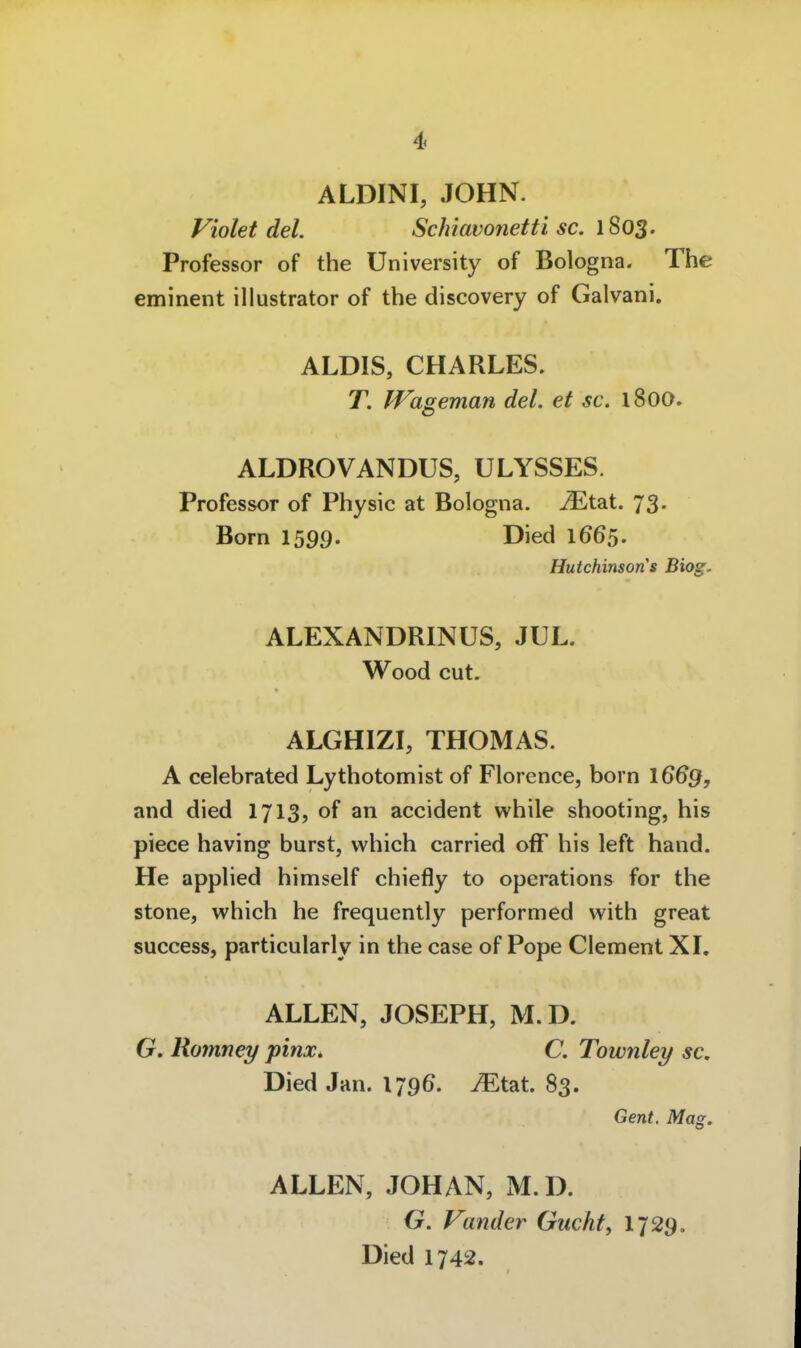 4
ALDINI, JOHN.
Violet del. Schiavonetti sc. 1803.
Professor of the University of Bologna. The
eminent illustrator of the discovery of Galvani.
ALDIS, CHARLES.
T. Wageman del. et sc. 1800.
ALDROVANDUS, ULYSSES.
Professor of Physic at Bologna. Ætat. 73.
Born 1599. Died 1665.
Hutchinson's Biog.
ALEXANDRINUS, JUL.
Wood cut.
ALGHIZI, THOMAS.
A celebrated Lythotomist of Florence, born 1669,
and died 1713, of an accident while shooting, his
piece having burst, which carried off his left hand.
He applied himself chiefly to operations for the
stone, which he frequently performed with great
success, particularly in the case of Pope Clement XI.
ALLEN, JOSEPH, M. D.
G. Romney pinx. C. Townley sc.
Died Jan. 1796. Ætat. 83.
Gent. Mag.
ALLEN, JOHAN, M. D.
G. Vander Gucht, 1729.
Died 1742.